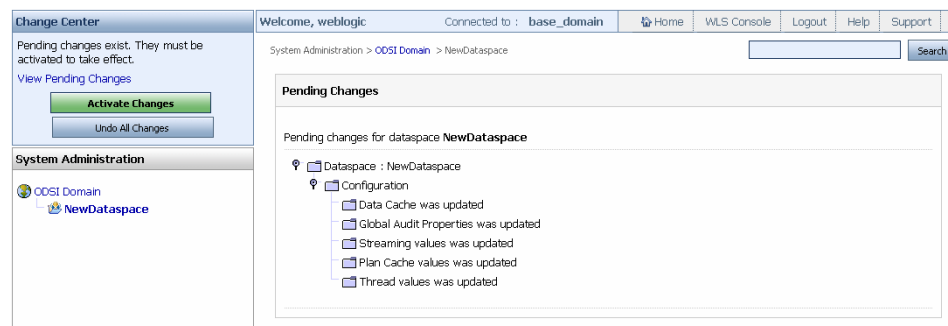 Change Center
Pending changes exist. They must be
activated to take effect.
View Pending Changes
Activate Changes
Undo All Changes
System Administration
ODSI Domain
NewDataspace
Welcome, weblogic
Connected to : base_domain
Home
WLS Console
Logout
Help
Support
System Administration > ODSI Domain > NewDataspace
Search
Pending Changes
Pending changes for dataspace NewDataspace
Dataspace : NewDataspace
Configuration
Data Cache was updated
Global Audit Properties was updated
Streaming values was updated
Plan Cache values was updated
Thread values was updated